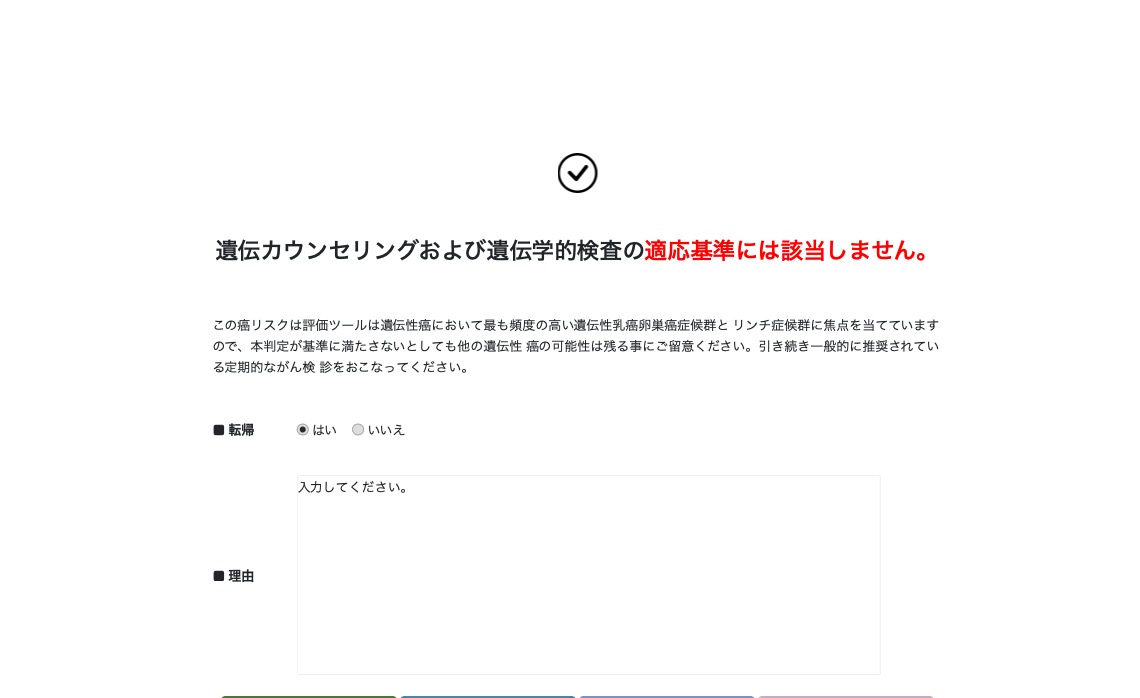 遺伝カウンセリングおよび遺伝学的検査の適応基準には該当しません。
この癌リスクは評価ツールは遺伝性癌において最も頻度の高い遺伝性乳癌卵巣癌症候群と リンチ症候群に焦点を当てています
ので、本判定が基準に満たさないとしても他の遺伝性 癌の可能性は残る事にご留意ください。引き続き一般的に推奨されてい
る定期的ながん検 診をおこなってください。
■ 転帰 はい いいえ
入力してください。
■ 理由